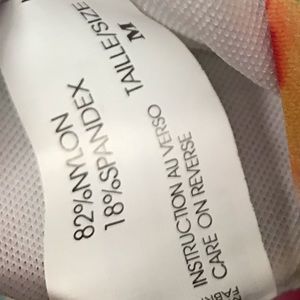 TAILLE/SIZE
M
82%NYLON
18%SPANDEX
INSTRUCTION AU VERSO
CARE ON REVERSE